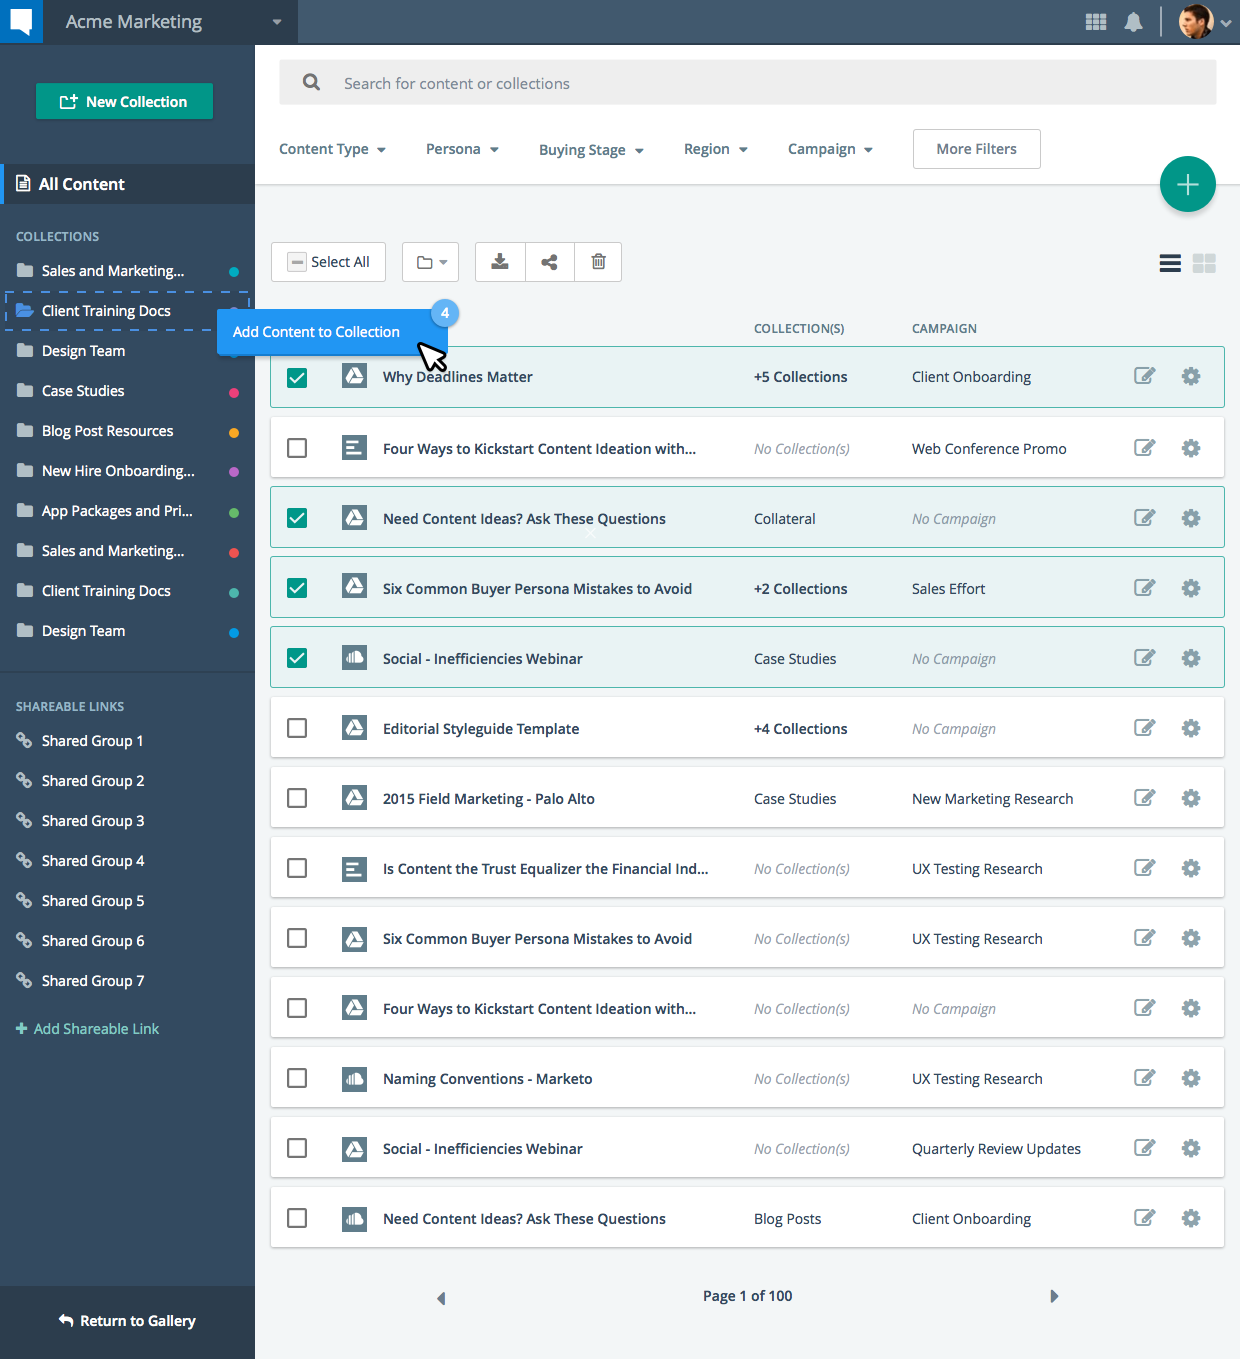 Acme Marketing
New Collection
Search for content or collections
Content Type
Persona
Buying Stage
Region
Campaign
More Filters
All Content
COLLECTIONS
Sales and Marketing...
Client Training Docs
Design Team
Case Studies
Blog Post Resources
New Hire Onboarding...
App Packages and Pri...
Sales and Marketing...
Client Training Docs
Design Team
SHAREABLE LINKS
Shared Group 1
Shared Group 2
Shared Group 3
Shared Group 4
Shared Group 5
Shared Group 6
Shared Group 7
Add Shareable Link
Return to Gallery
Select All
Add Content to Collection
4
COLLECTION(S) CAMPAIGN
Why Deadlines Matter +5 Collections Client Onboarding
Four Ways to Kickstart Content Ideation with... No Collection(s) Web Conference Promo
Need Content Ideas? Ask These Questions Collateral No Campaign
Six Common Buyer Persona Mistakes to Avoid +2 Collections Sales Effort
Social - Inefficiencies Webinar Case Studies No Campaign
Editorial Styleguide Template +4 Collections No Campaign
2015 Field Marketing - Palo Alto Case Studies New Marketing Research
Is Content the Trust Equalizer the Financial Ind... No Collection(s) UX Testing Research
Six Common Buyer Persona Mistakes to Avoid No Collection(s) UX Testing Research
Four Ways to Kickstart Content Ideation with... No Collection(s) No Campaign
Naming Conventions - Marketo No Collection(s) UX Testing Research
Social - Inefficiencies Webinar No Collection(s) Quarterly Review Updates
Need Content Ideas? Ask These Questions Blog Posts Client Onboarding
Page 1 of 100